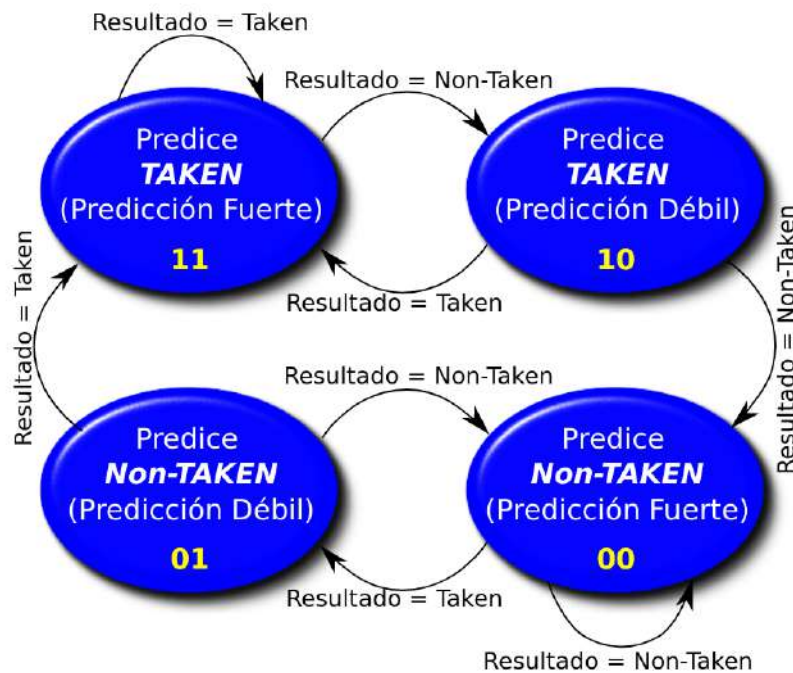 Resultado = Taken
Resultado = Non-Taken
Predice
TAKEN
(Predicción Fuerte)
11
Predice
TAKEN
(Predicción Débil)
10
Resultado = Taken
Resultado = Taken
Resultado = Non-Taken
Resultado = Non-Taken
Predice
Non-TAKEN
(Predicción Débil)
01
Predice
Non-TAKEN
(Predicción Fuerte)
00
Resultado = Taken
Resultado = Non-Taken